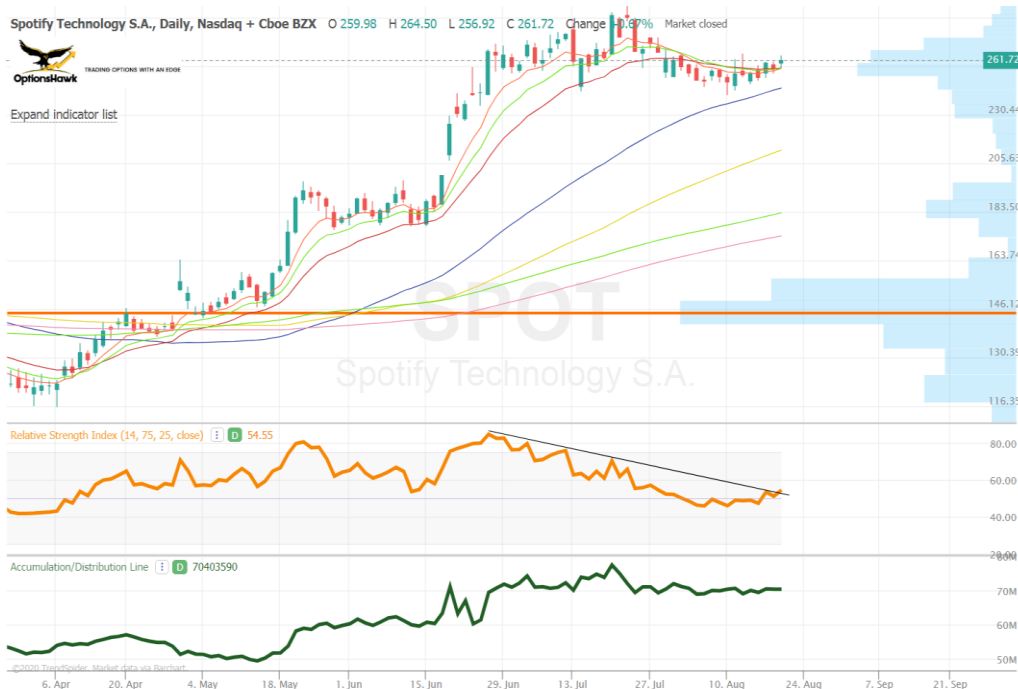 Spotify Technology S.A., Daily, Nasdaq + Cboe BZX O 259.98 H 264.50 L 256.92 C 261.72 Change -0.67% Market closed
OptionsHawk
TRADING OPTIONS WITH AN EDGE
Expand indicator list
261.72
230.44
205.63
183.50
163.74
146.12
130.39
116.35
SPOT
Spotify Technology S.A.
Relative Strength Index (14, 75, 25, close) D 54.55
80.00
60.00
40.00
20.00
Accumulation/Distribution Line D 70403590
80M
70M
60M
50M
©2020 TrendSpider. Market data via Barchart.
6. Apr 20. Apr 4. May 18. May 1. Jun 15. Jun 29. Jun 13. Jul 27. Jul 10. Aug 24. Aug 7. Sep 21. Sep